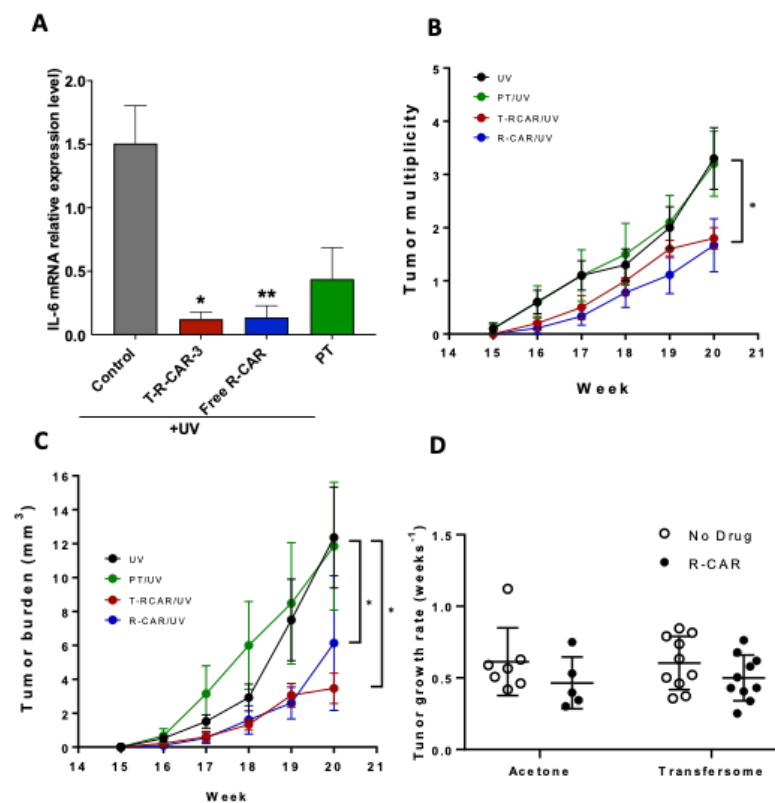 A
IL-6 mRNA relative expression level)
2.0
1.5
1.0
0.5
0.0
*
**
Control
T-R-CAR-3
Free R-CAR
PT
+UV
B
Tumor multiplicity
5
4
3
2
1
0
UV
PT/UV
T-RCAR/UV
R-CAR/UV
*
14 15 16 17 18 19 20 21
Week
C
Tumor burden (mm3)
16
14
12
10
8
6
4
2
0
UV
PT/UV
T-RCAR/UV
R-CAR/UV
*
*
14 15 16 17 18 19 20 21
Week
D
Tunor growth rate (weeks-1)
1.5
1.0
0.5
0.0
No Drug
R-CAR
Acetone Transfersome